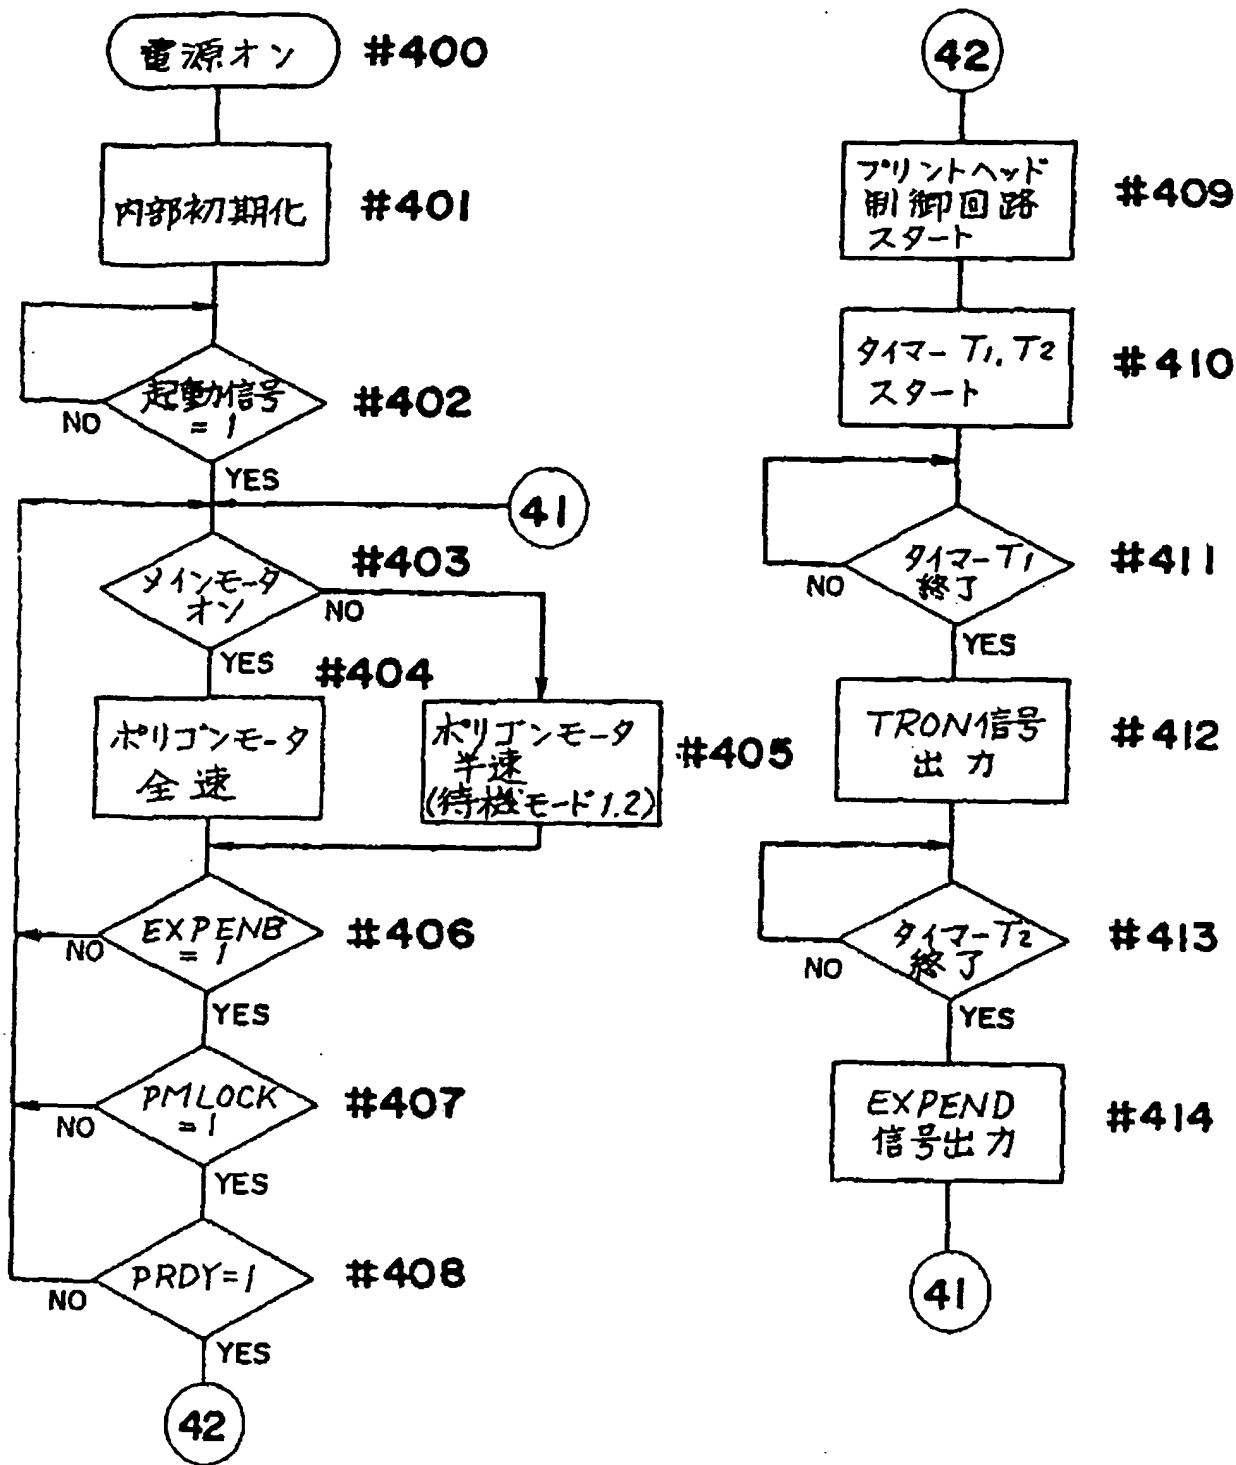 電源オン
#400
内部初期化
#401
起動信号
= 1
#402
NO
YES
41
メインモータ
オン
#403
NO
YES
#404
ポリゴンモータ
全速
ポリゴンモータ
半速
(待機モード1.2)
#405
EXPENB
= 1
#406
NO
YES
PMLOCK
=1
#407
NO
YES
PRDY=1
#408
NO
YES
42
42
プリントヘッド
制御回路
スタート
#409
タイマー T1, T2
スタート
#410
タイマーT1
終了
#411
NO
YES
TRON信号
出力
#412
タイマーT2
終了
#413
NO
YES
EXPEND
信号出力
#414
41